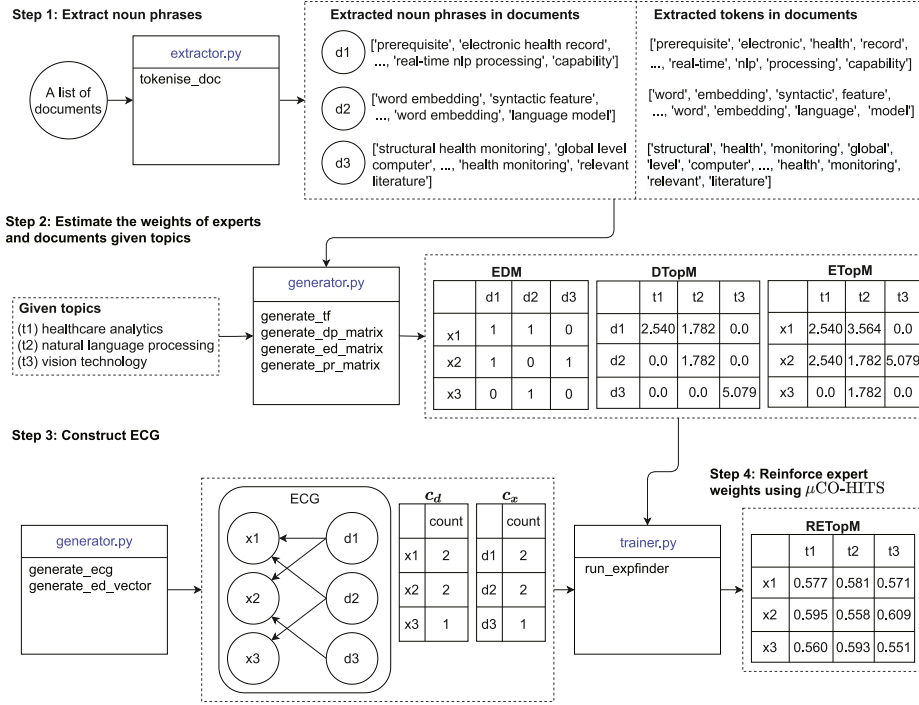 Step 1: Extract noun phrases
extractor.py
tokenise_doc
A list of
documents
Extracted noun phrases in documents
d1
['prerequisite', 'electronic health record',
..., 'real-time nlp processing', 'capability']
d2
['word embedding', 'syntactic feature',
..., 'word embedding', 'language model']
d3
['structural health monitoring', 'global level
computer', ..., 'health monitoring', 'relevant
literature']
Extracted tokens in documents
['prerequisite', 'electronic', 'health', 'record',
..., 'real-time', 'nlp', 'processing', 'capability']
['word', 'embedding', 'syntactic', feature',
..., 'word', 'embedding', 'language', 'model']
['structural', 'health', 'monitoring', 'global',
'level', 'computer', ..., 'health', 'monitoring',
'relevant', 'literature']
Step 2: Estimate the weights of experts
and documents given topics
Given topics
(t1) healthcare analytics
(t2) natural language processing
(t3) vision technology
generator.py
generate_tf
generate_dp_matrix
generate_ed_matrix
generate_pr_matrix
EDM
d1 d2 d3
x1 1 1 0
x2 1 0 1
x3 0 1 0
DTopM
t1 t2 t3
d1 2.540 1.782 0.0
d2 0.0 1.782 0.0
d3 0.0 0.0 5.079
ETopM
t1 t2 t3
x1 2.540 3.564 0.0
x2 2.540 1.782 5.079
x3 0.0 1.782 0.0
Step 3: Construct ECG
generator.py
generate_ecg
generate_ed_vector
ECG
x1 d1
x2 d2
x3 d3
c_d
count
x1 2
x2 2
x3 1
c_x
count
d1 2
d2 2
d3 1
trainer.py
run_expfinder
Step 4: Reinforce expert
weights using μCO-HITS
RETopM
t1 t2 t3
x1 0.577 0.581 0.571
x2 0.595 0.558 0.609
x3 0.560 0.593 0.551